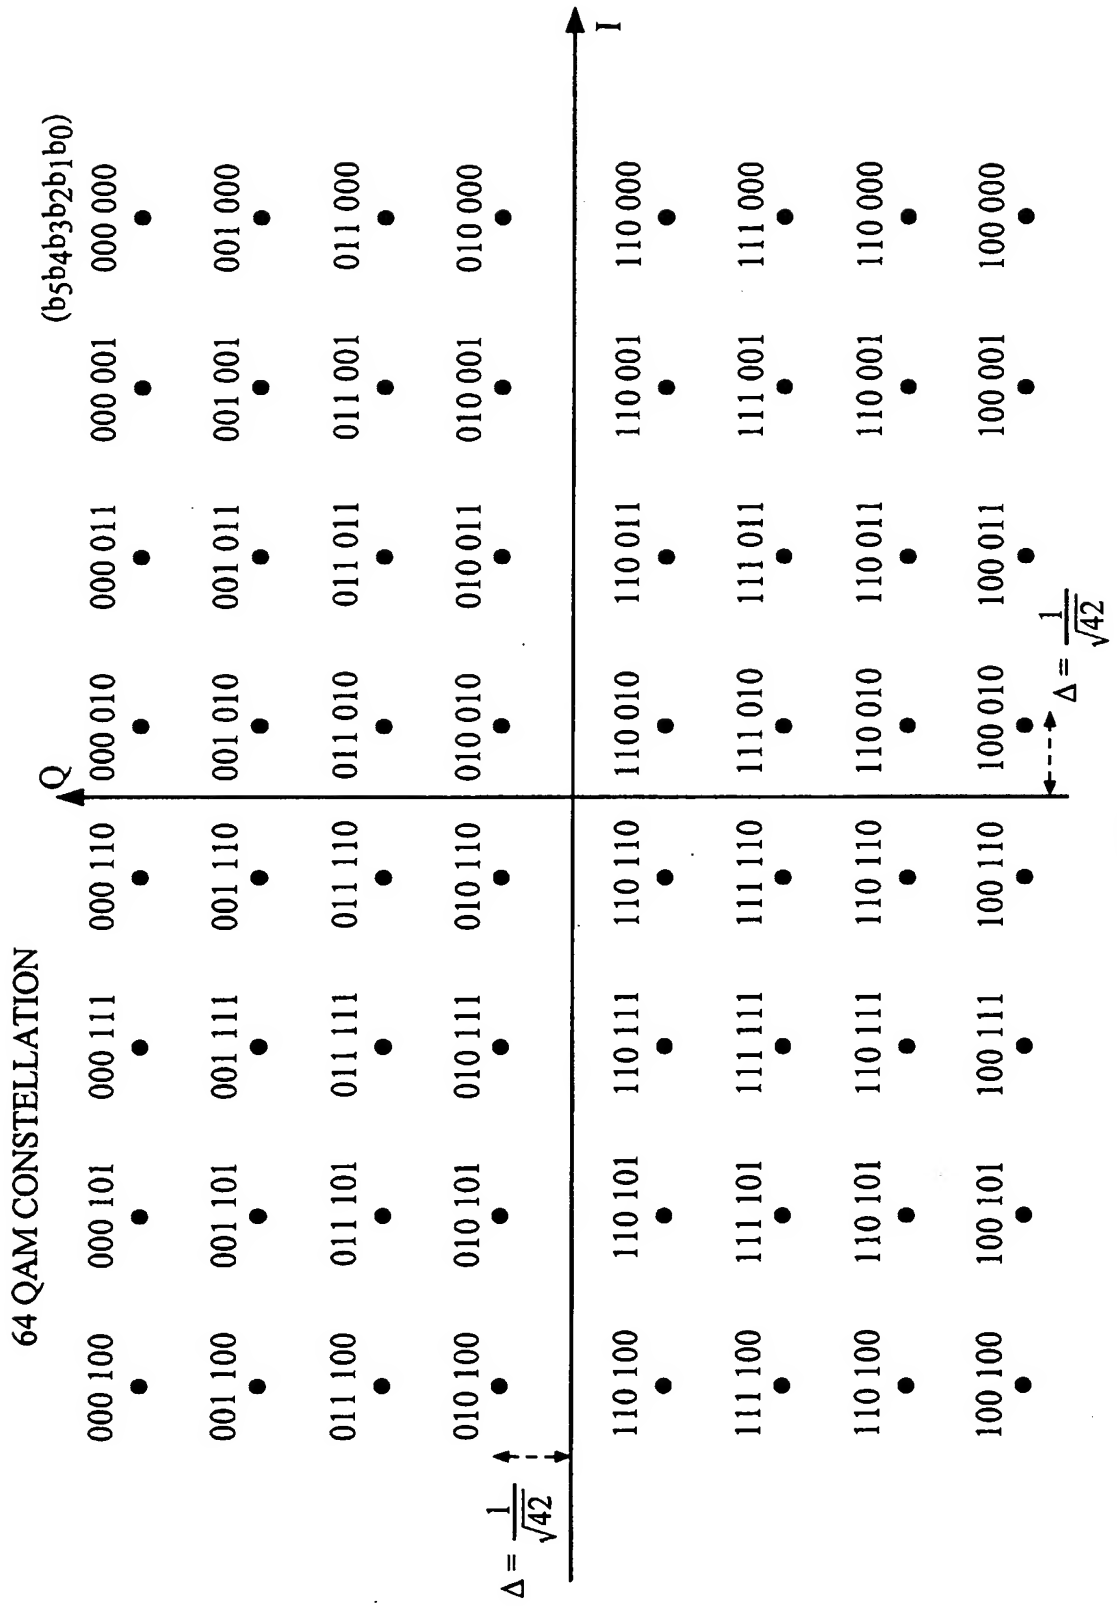 64 QAM CONSTELLATION
Q
(b5b4b3b2b1b0)
000 100 000 101 000 111 000 110 000 010 000 011 000 001 000 000
001 100 001 101 001 111 001 110 001 010 001 011 001 001 001 000
011 100 011 101 011 111 011 110 011 010 011 011 011 001 011 000
010 100 010 101 010 111 010 110 010 010 010 011 010 001 010 000
Δ = 1/√42
I
110 100 110 101 110 111 110 110 110 010 110 011 110 001 110 000
111 100 111 101 111 111 111 110 111 010 111 011 111 001 111 000
110 100 110 101 110 111 110 110 110 010 110 011 110 001 110 000
100 100 100 101 100 111 100 110 100 010 100 011 100 001 100 000
Δ = 1/√42